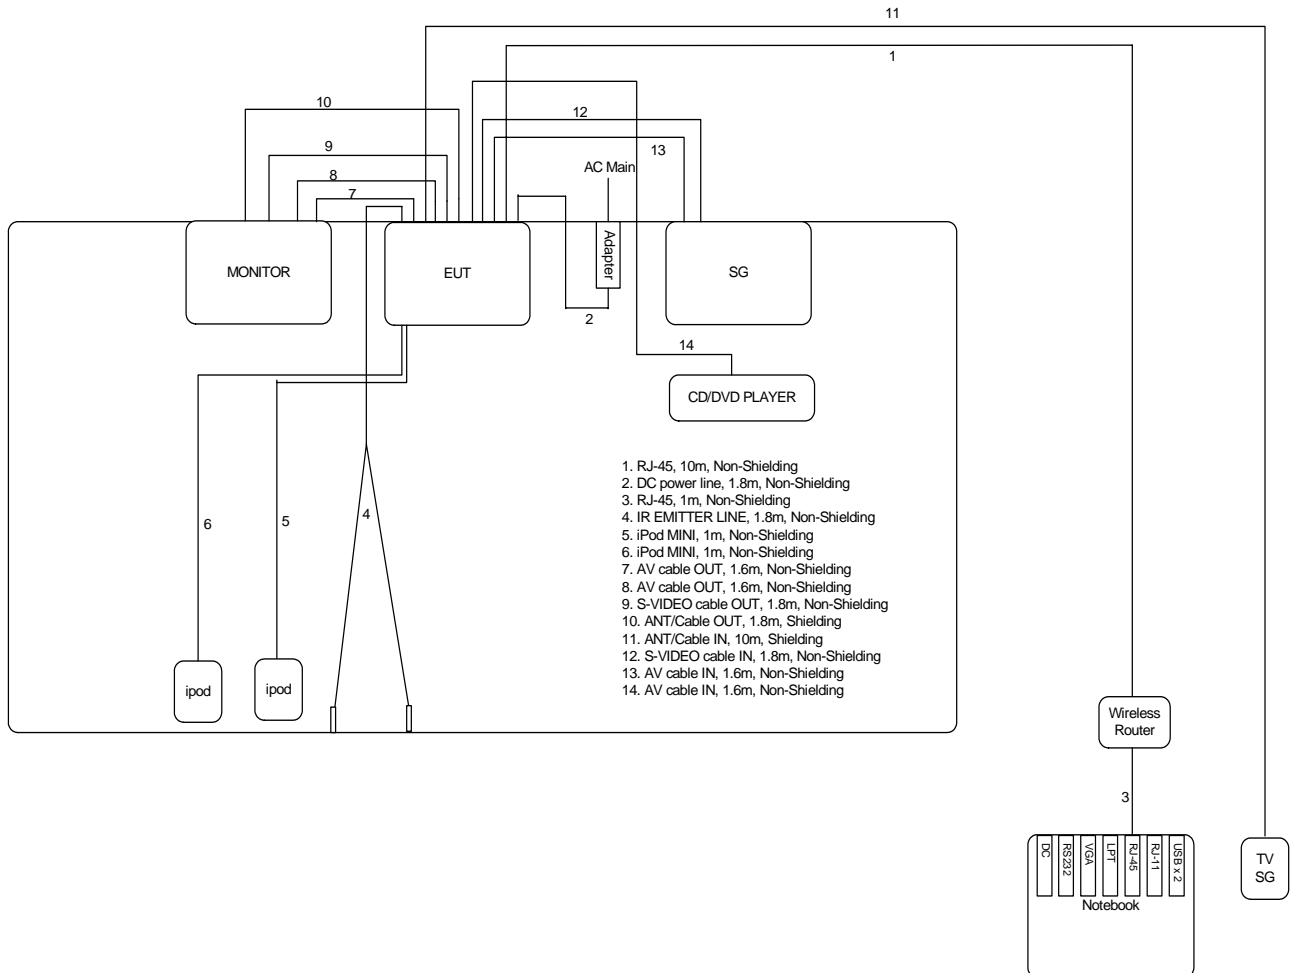 11
1
10
12
9
13
8
AC Main
7
Adapter
MONITOR
EUT
SG
2
14
CD/DVD PLAYER
1. RJ-45, 10m, Non-Shielding
2. DC power line, 1.8m, Non-Shielding
3. RJ-45, 1m, Non-Shielding
4. IR EMITTER LINE, 1.8m, Non-Shielding
5. iPod MINI, 1m, Non-Shielding
6. iPod MINI, 1m, Non-Shielding
7. AV cable OUT, 1.6m, Non-Shielding
8. AV cable OUT, 1.6m, Non-Shielding
9. S-VIDEO cable OUT, 1.8m, Non-Shielding
10. ANT/Cable OUT, 1.8m, Shielding
11. ANT/Cable IN, 10m, Shielding
12. S-VIDEO cable IN, 1.8m, Non-Shielding
13. AV cable IN, 1.6m, Non-Shielding
14. AV cable IN, 1.6m, Non-Shielding
6
5
4
ipod
ipod
Wireless
Router
3
DC
RS232
VGA
LPT
RJ-45
RJ-11
USB x 2
Notebook
TV
SG